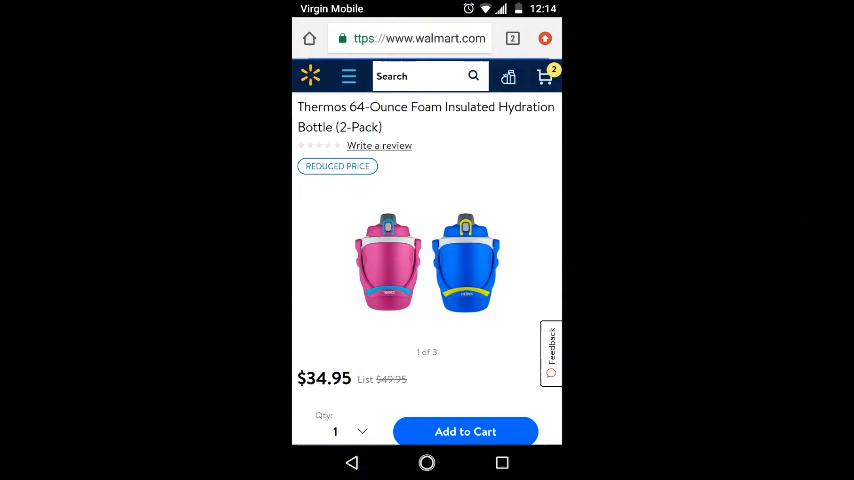 Virgin Mobile 12:14
ttps://www.walmart.com 2
Search 2
Thermos 64-Ounce Foam Insulated Hydration
Bottle (2-Pack)
Write a review
REDUCED PRICE
THERMOS THERMOS
1 of 3
Feedback
$34.95 List $49.95
Qty:
1 Add to Cart